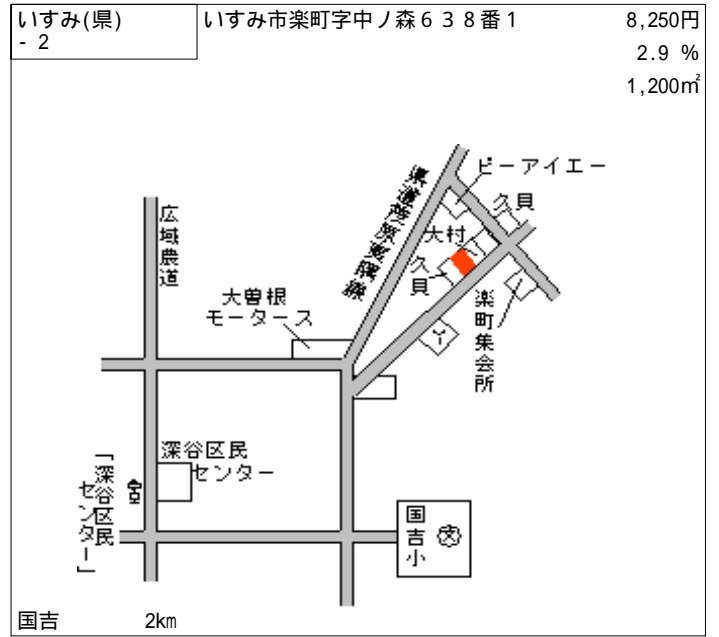 いすみ(県)
- 2
いすみ市楽町字中ノ森６３８番１
8,250円
2.9 %
1,200㎡
ピーアイエー
久貝
大村
久貝
広域農道
大曽根
モータース
楽町集会所
深谷区民
センター
「深谷区民
センター」
国吉小
文
国吉
2km